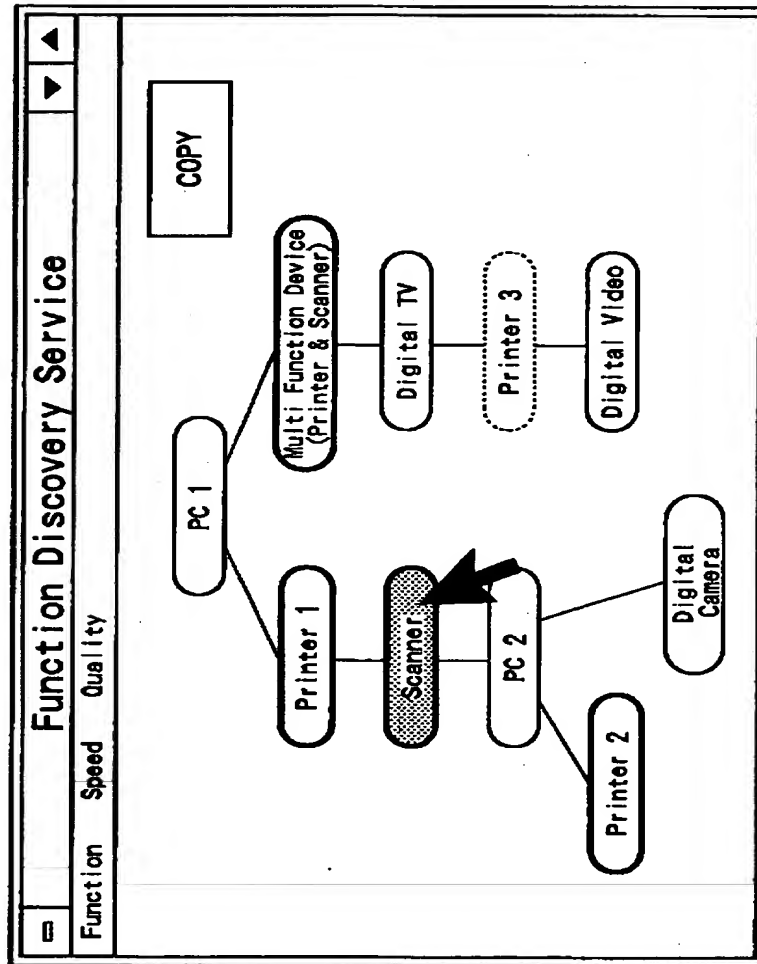 Function Discovery Service
Function Speed Quality
COPY
PC 1
Printer 1
Multi Function Device
(Printer & Scanner)
Scanner
Digital TV
PC 2
Printer 3
Printer 2
Digital Video
Digital
Camera